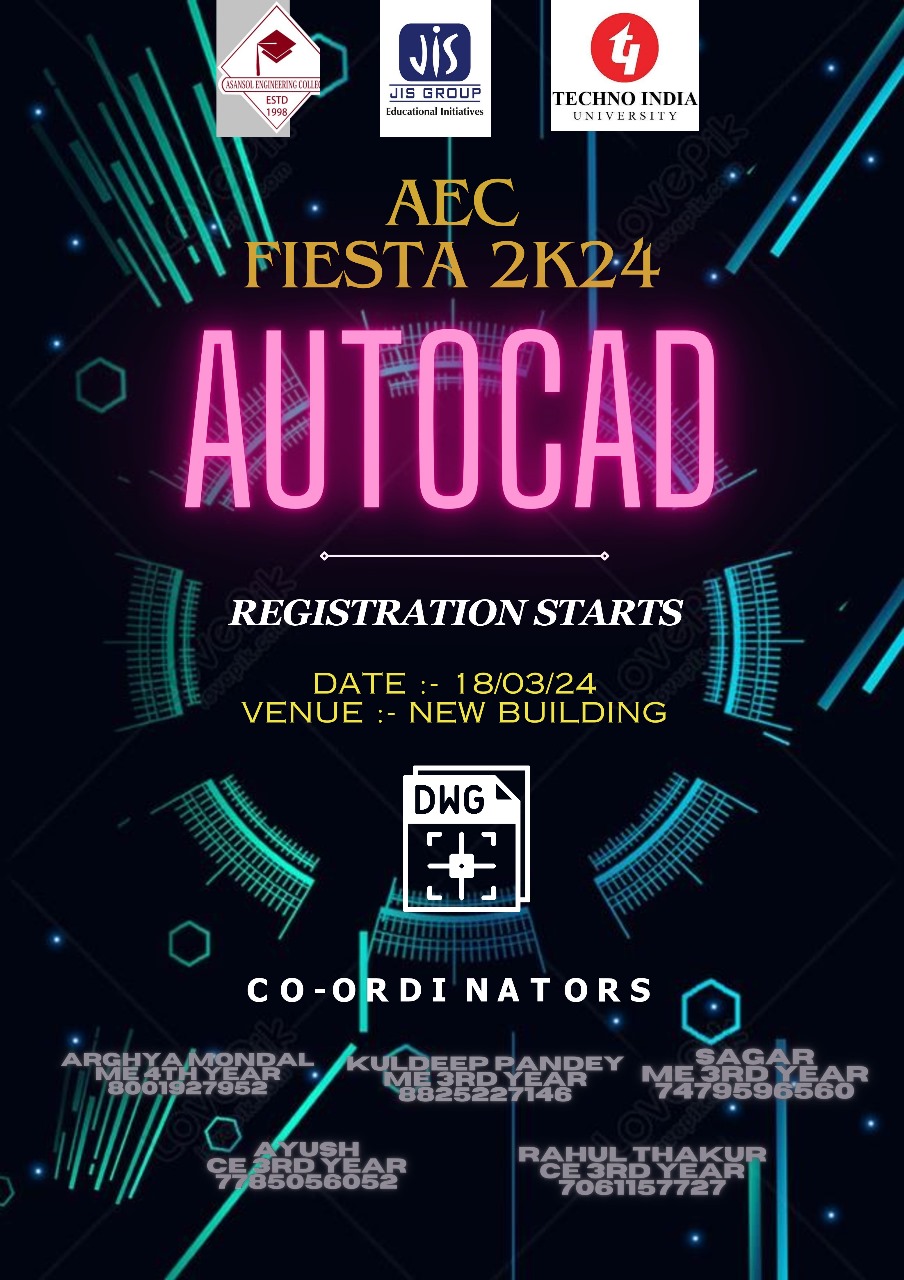 ASANSOL ENGINEERING COLLE
ESTD
1998
JIS
JIS GROUP
Educational Initiatives
TECHNO INDIA
UNIVERSITY
AEC
FIESTA 2K24
AUTOCAD
REGISTRATION STARTS
DATE :- 18/03/24
VENUE :- NEW BUILDING
DWG
CO-ORDINATORS
ARGHYA MONDAL
ME 4TH YEAR
8001927952
KULDEEP PANDEY
ME 3RD YEAR
8825227146
SAGAR
ME 3RD YEAR
7479596560
AYUSH
CE 3RD YEAR
7785056052
RAHUL THAKUR
CE 3RD YEAR
7061157727